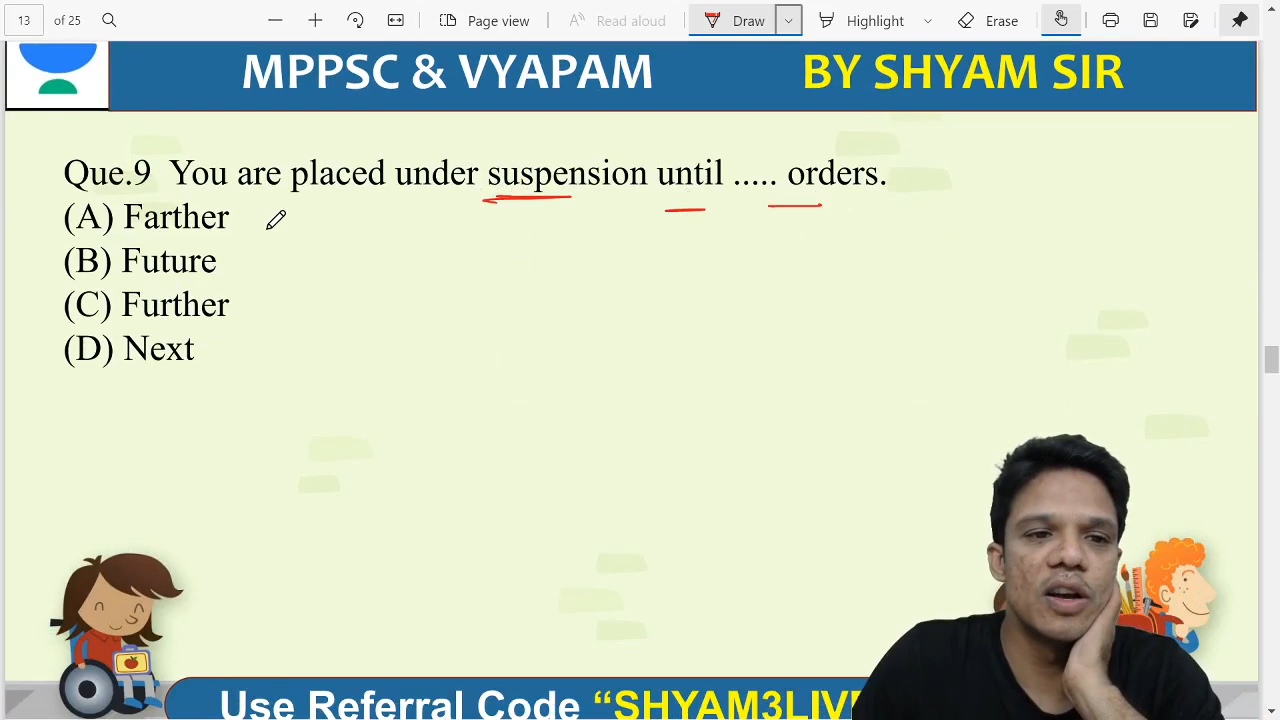 13 of 25 Page view Read aloud Draw Highlight Erase
MPPSC & VYAPAM BY SHYAM SIR
Que.9 You are placed under suspension until ..... orders.
(A) Farther
(B) Future
(C) Further
(D) Next
Use Referral Code “SHYAM3LIVE